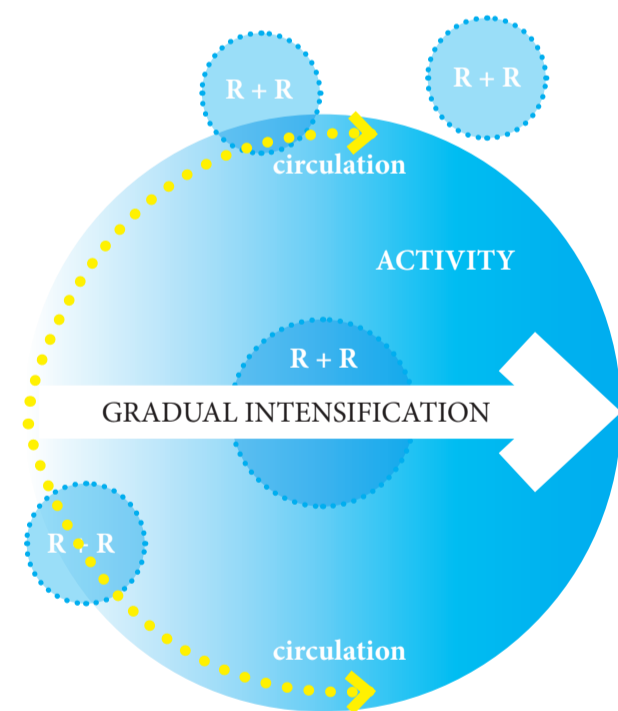 R + R
R + R
circulation
ACTIVITY
R + R
GRADUAL INTENSIFICATION
R + R
circulation